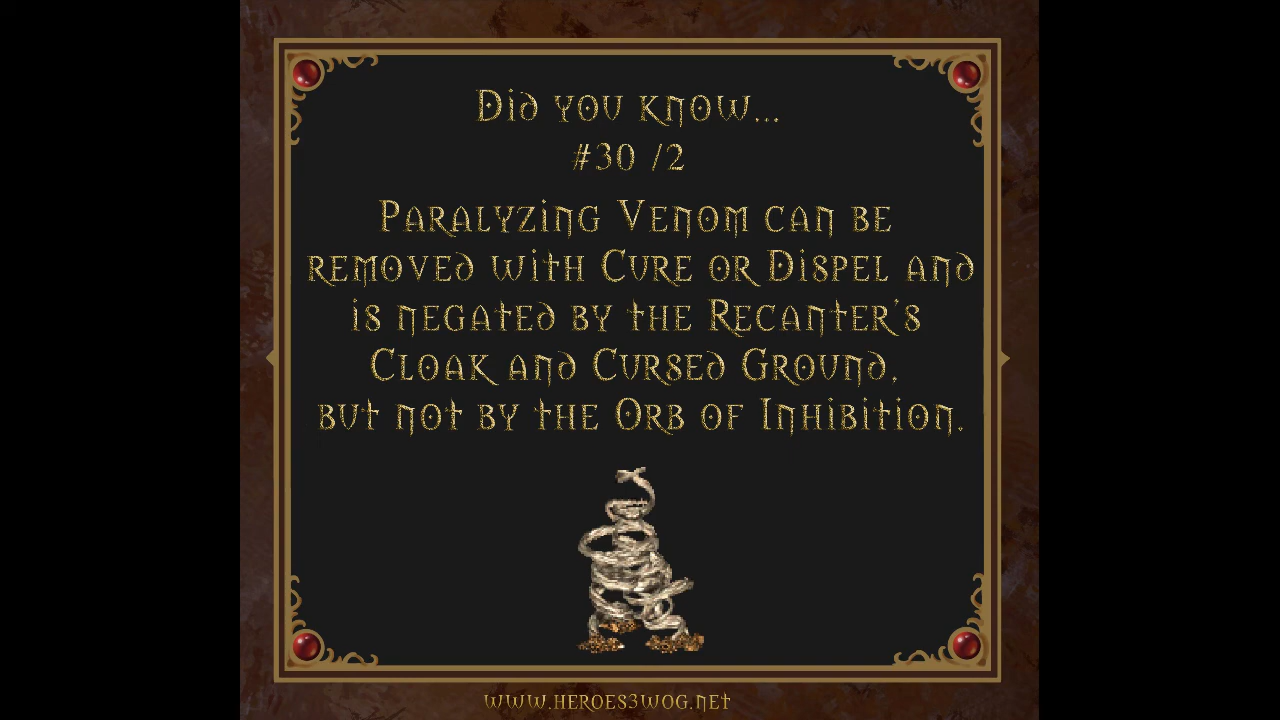 Did you know...
#30 /2
Paralyzing Venom can be
removed with Cure or Dispel and
is negated by the Recanter's
Cloak and Cursed Ground,
but not by the Orb of Inhibition.
www.heroes3wog.net